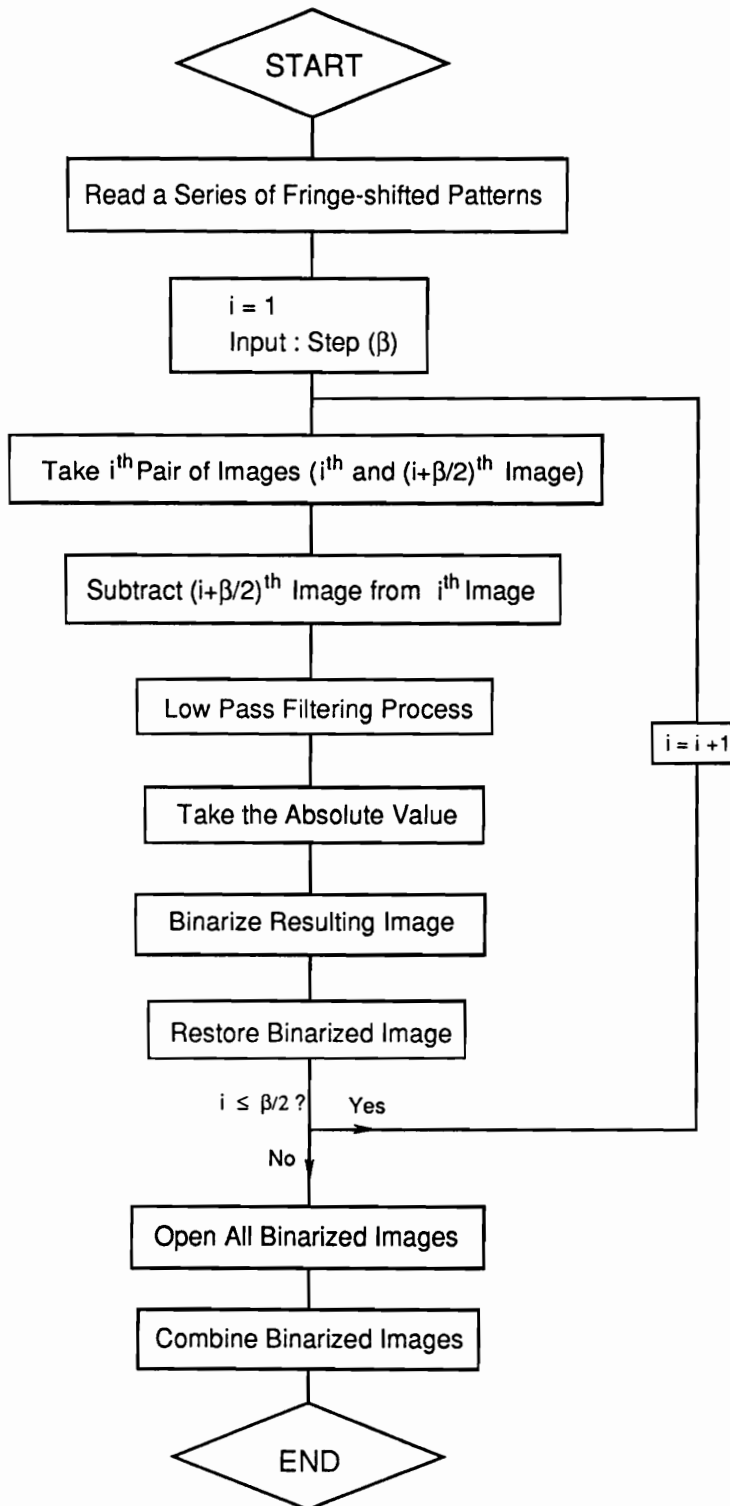 START
Read a Series of Fringe-shifted Patterns
i = 1
Input : Step (β)
Take i^th Pair of Images (i^th and (i+β/2)^th Image)
Subtract (i+β/2)^th Image from i^th Image
Low Pass Filtering Process
i = i +1
Take the Absolute Value
Binarize Resulting Image
Restore Binarized Image
i ≤ β/2 ? Yes
No
Open All Binarized Images
Combine Binarized Images
END